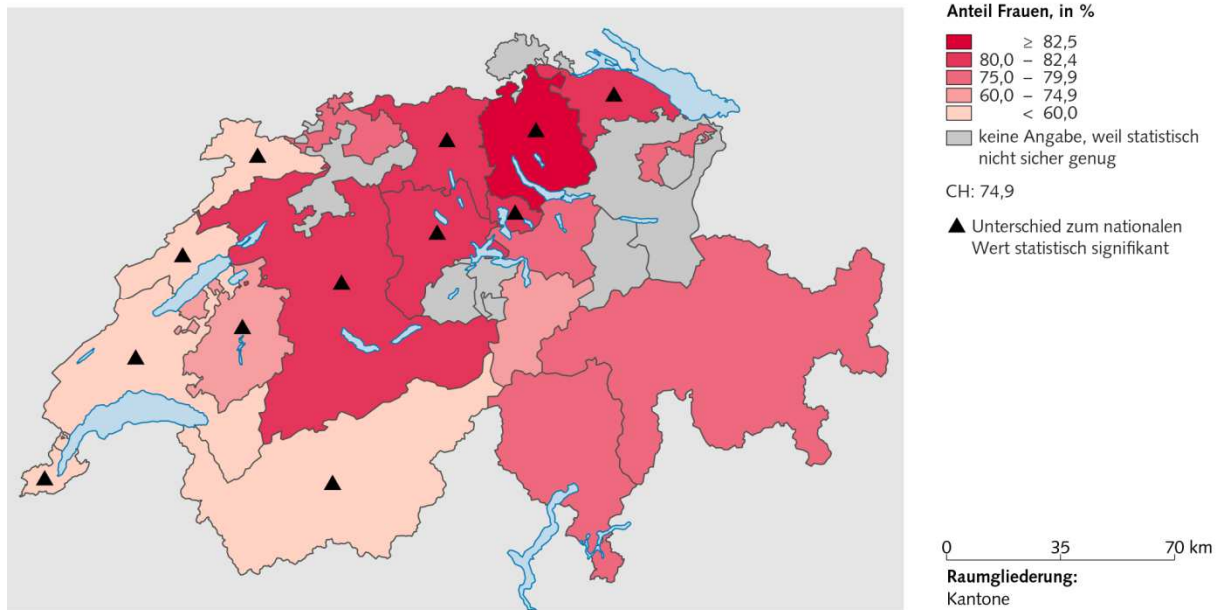 Anteil Frauen, in %
≥ 82,5
80,0 – 82,4
75,0 – 79,9
60,0 – 74,9
< 60,0
keine Angabe, weil statistisch
nicht sicher genug
CH: 74,9
Unterschied zum nationalen
Wert statistisch signifikant
0 35 70 km
Raumgliederung:
Kantone